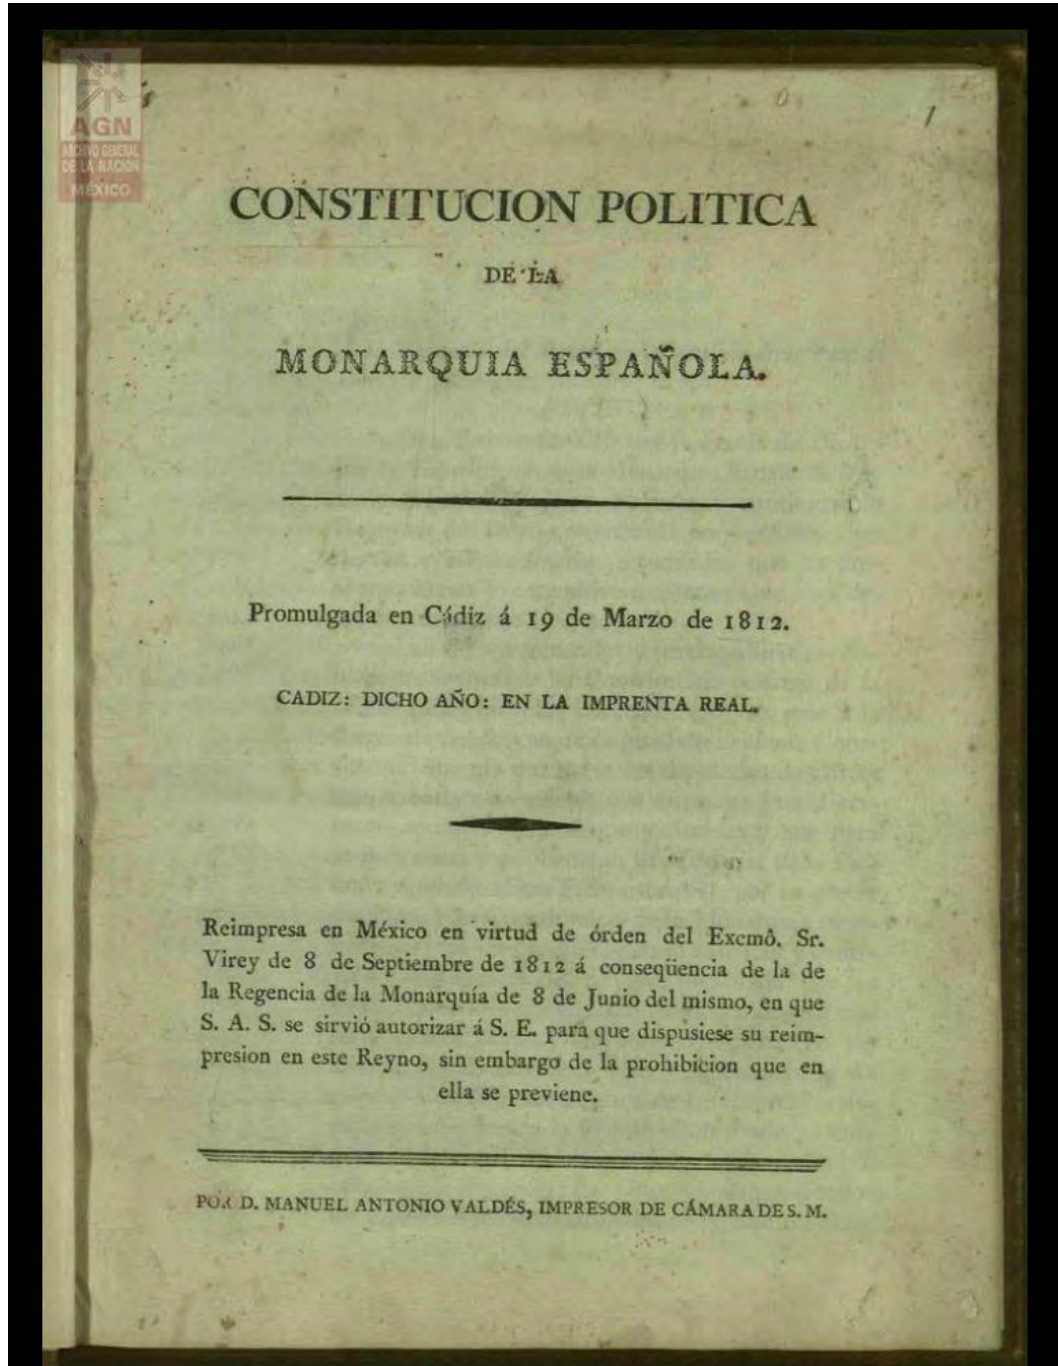 AGN
ARCHIVO GENERAL
DE LA NACION
MÉXICO
1
CONSTITUCION POLITICA
DE LA
MONARQUIA ESPAÑOLA.
Promulgada en Cádiz á 19 de Marzo de 1812.
CADIZ: DICHO AÑO: EN LA IMPRENTA REAL.
Reimpresa en México en virtud de órden del Excmô. Sr.
Virey de 8 de Septiembre de 1812 á conseqüencia de la de
la Regencia de la Monarquía de 8 de Junio del mismo, en que
S. A. S. se sirvió autorizar á S. E. para que dispusiese su reim-
presion en este Reyno, sin embargo de la prohibicion que en
ella se previene.
POR D. MANUEL ANTONIO VALDÉS, IMPRESOR DE CÁMARA DE S. M.